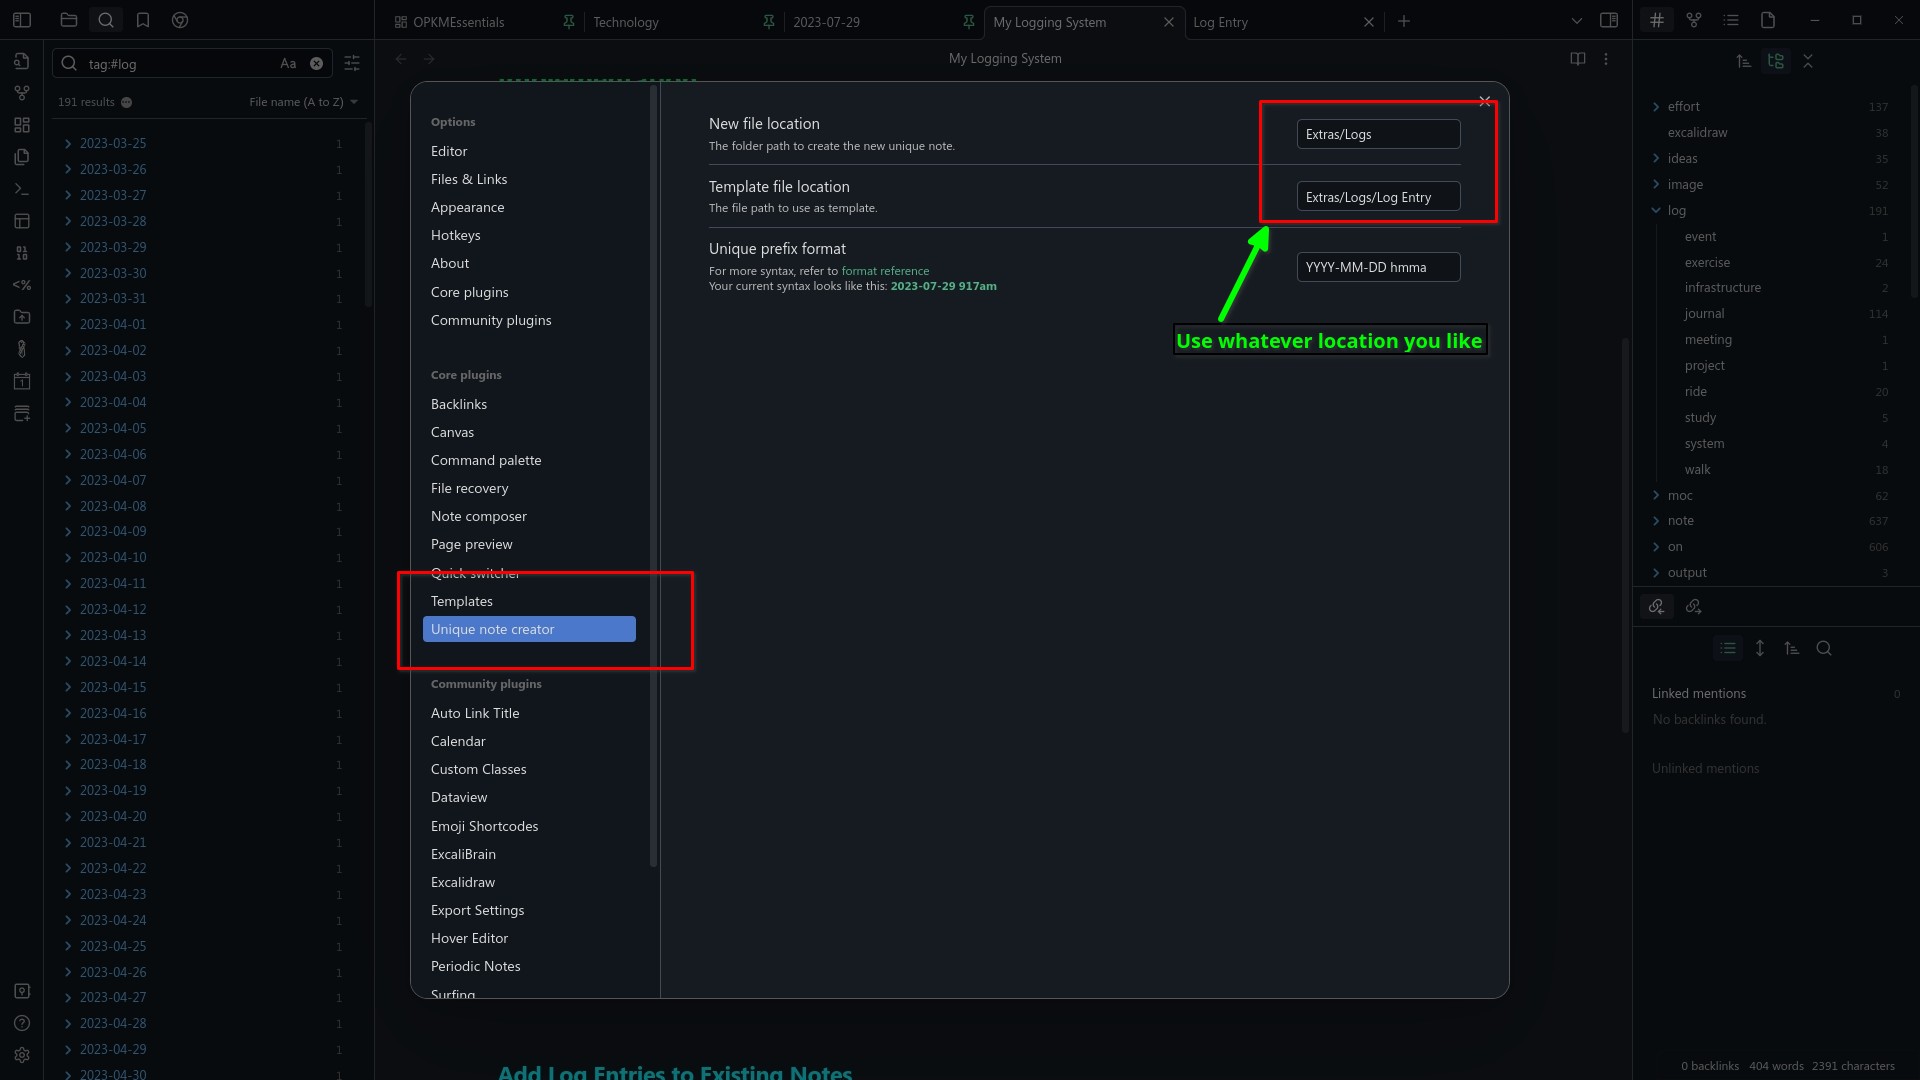 OPKMEssentials
Technology
2023-07-29
My Logging System
Log Entry
tag:#log
Aa
191 results
File name (A to Z)
2023-03-25 1
2023-03-26 1
2023-03-27 1
2023-03-28 1
2023-03-29 1
2023-03-30 1
2023-03-31 1
2023-04-01 1
2023-04-02 1
2023-04-03 1
2023-04-04 1
2023-04-05 1
2023-04-06 1
2023-04-07 1
2023-04-08 1
2023-04-09 1
2023-04-10 1
2023-04-11 1
2023-04-12 1
2023-04-13 1
2023-04-14 1
2023-04-15 1
2023-04-16 1
2023-04-17 1
2023-04-18 1
2023-04-19 1
2023-04-20 1
2023-04-21 1
2023-04-22 1
2023-04-23 1
2023-04-24 1
2023-04-25 1
2023-04-26 1
2023-04-27 1
2023-04-28 1
2023-04-29 1
2023-04-30 1
My Logging System
Options
Editor
Files & Links
Appearance
Hotkeys
About
Core plugins
Community plugins
Core plugins
Backlinks
Canvas
Command palette
File recovery
Note composer
Page preview
Quick switcher
Templates
Unique note creator
Community plugins
Auto Link Title
Calendar
Custom Classes
Dataview
Emoji Shortcodes
ExcaliBrain
Excalidraw
Export Settings
Hover Editor
Periodic Notes
Surfing
New file location
The folder path to create the new unique note.
Extras/Logs
Template file location
The file path to use as template.
Extras/Logs/Log Entry
Unique prefix format
For more syntax, refer to format reference
Your current syntax looks like this: 2023-07-29 917am
YYYY-MM-DD hmma
Use whatever location you like
Add Log Entries to Existing Notes
effort 137
excalidraw 38
ideas 35
image 52
log 191
event 1
exercise 24
infrastructure 2
journal 114
meeting 1
project 1
ride 20
study 5
system 4
walk 18
moc 62
note 637
on 606
output 3
Linked mentions 0
No backlinks found.
Unlinked mentions
0 backlinks 404 words 2391 characters